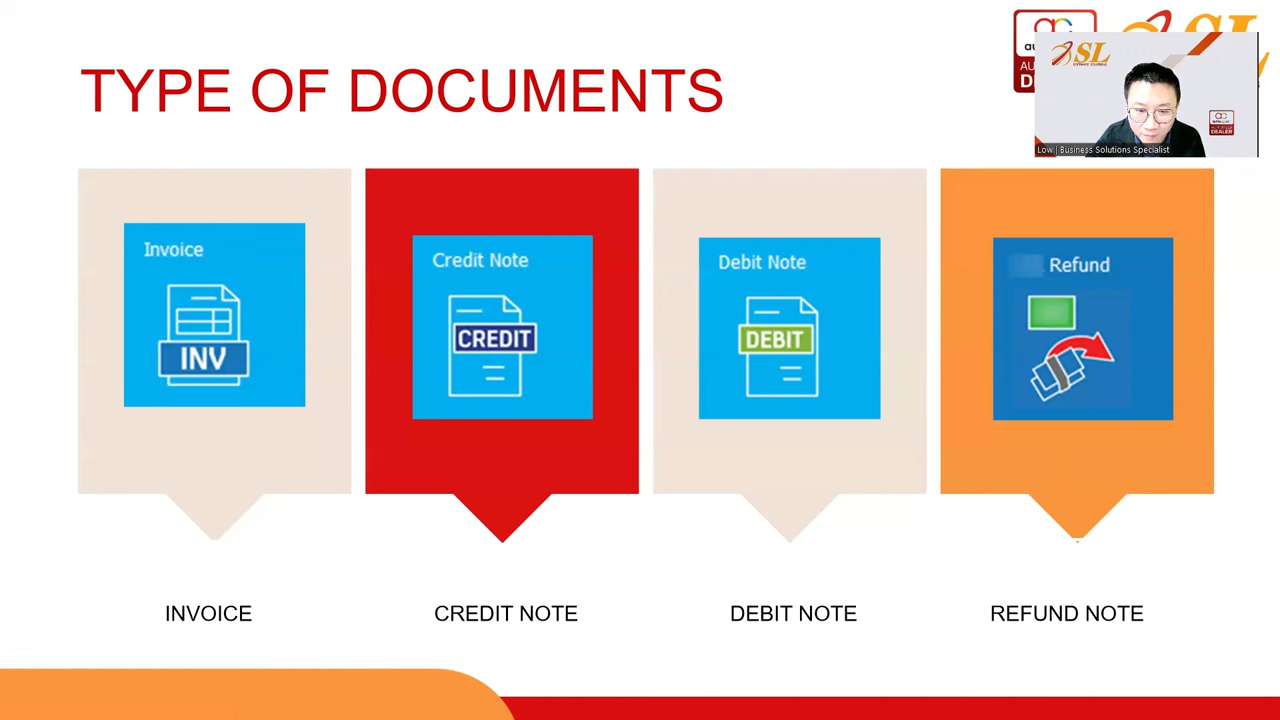 TYPE OF DOCUMENTS
SL
Low | Business Solutions Specialist
DEALER
Invoice
INV
Credit Note
CREDIT
Debit Note
DEBIT
Refund
INVOICE
CREDIT NOTE
DEBIT NOTE
REFUND NOTE